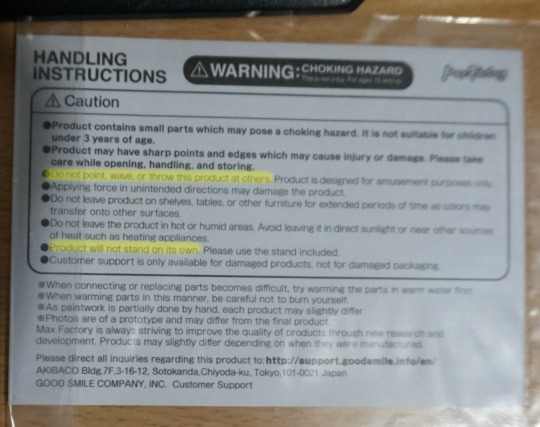 HANDLING
INSTRUCTIONS
WARNING: CHOKING HAZARD
This is not a toy. For ages 15 and up.
Max Factory
Caution
●Product contains small parts which may pose a choking hazard. It is not suitable for children
under 3 years of age.
●Product may have sharp points and edges which may cause injury or damage. Please take
care while opening, handling, and storing.
●Do not point, wave, or throw this product at others. Product is designed for amusement purposes only.
●Applying force in unintended directions may damage the product.
●Do not leave product on shelves, tables, or other furniture for extended periods of time as colors may
transfer onto other surfaces.
●Do not leave the product in hot or humid areas. Avoid leaving it in direct sunlight or near other sources
of heat such as heating appliances.
●Product will not stand on its own. Please use the stand included.
●Customer support is only available for damaged products, not for damaged packaging.
※When connecting or replacing parts becomes difficult, try warming the parts in warm water first.
※When warming parts in this manner, be careful not to burn yourself.
※As paintwork is partially done by hand, each product may slightly differ.
※Photos are of a prototype and may differ from the final product.
Max Factory is always striving to improve the quality of products through new research and
development. Products may slightly differ depending on when they were manufactured.
Please direct all inquiries regarding this product to: http://support.goodsmile.info/en/
AKIBACO Bldg.7F,3-16-12, Sotokanda,Chiyoda-ku, Tokyo,101-0021 Japan
GOOD SMILE COMPANY, INC. Customer Support